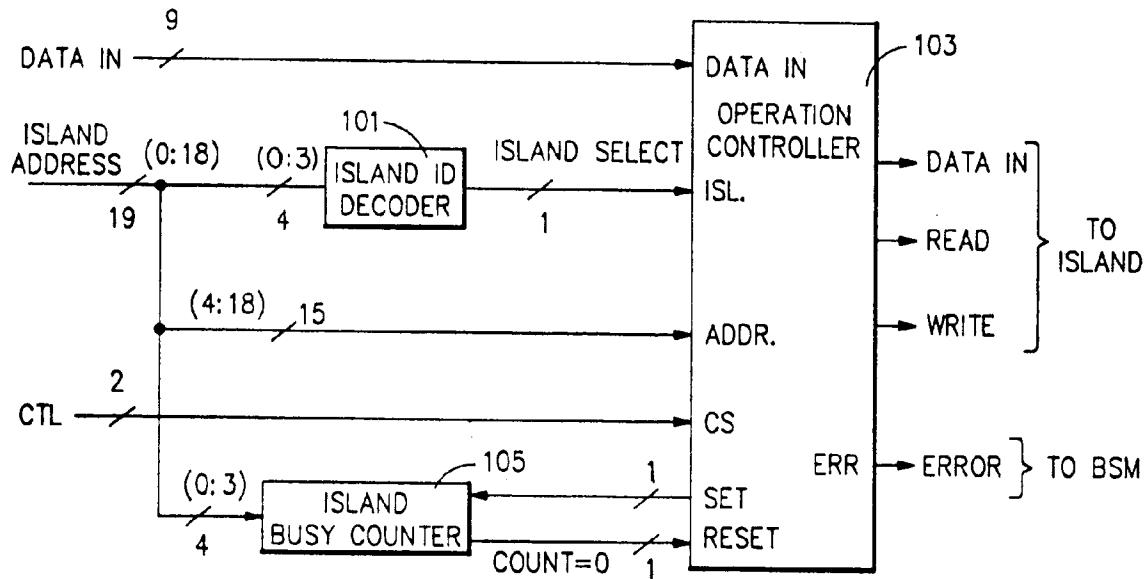 9
DATA IN
DATA IN
103
OPERATION
CONTROLLER
ISLAND
ADDRESS
(0:18)
19
(0:3)
4
101
ISLAND ID
DECODER
ISLAND SELECT
1
ISL.
DATA IN
READ
WRITE
TO
ISLAND
(4:18)
15
ADDR.
2
CTL
CS
ERR
ERROR
TO BSM
(0:3)
4
105
ISLAND
BUSY COUNTER
1
SET
COUNT=0
1
RESET